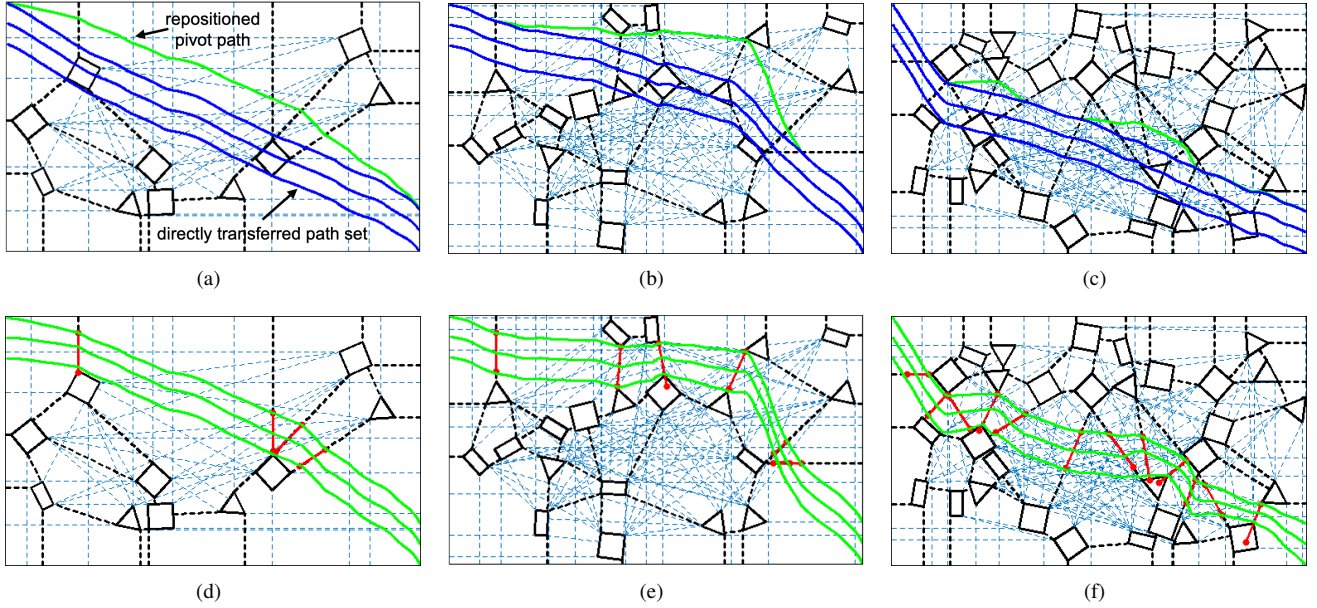 repositioned
pivot path
directly transferred path set
(a)
(b)
(c)
(d)
(e)
(f)